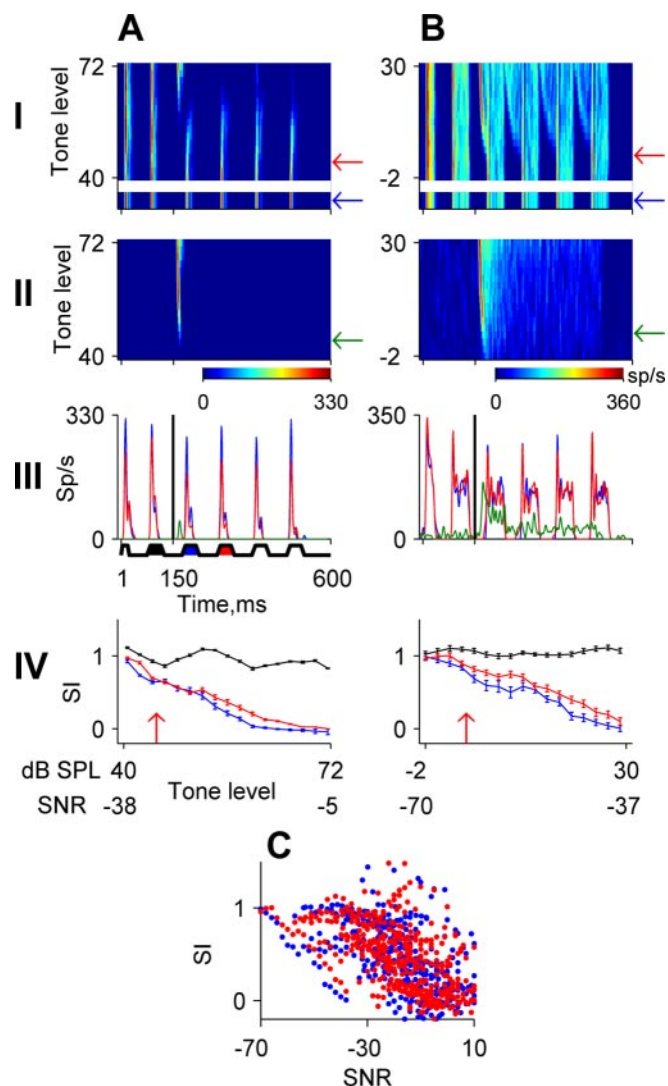 A B
I
Tone level
72
40
30
-2
II
Tone level
72
40
30
-2
0 330
0 360
sp/s
III
Sp/s
330
0
350
0
1 150 600
Time,ms
IV
SI
1
0
1
0
dB SPL 40 72 -2 30
Tone level
SNR -38 -5 -70 -37
C
SI
1
0
-70 -30 10
SNR